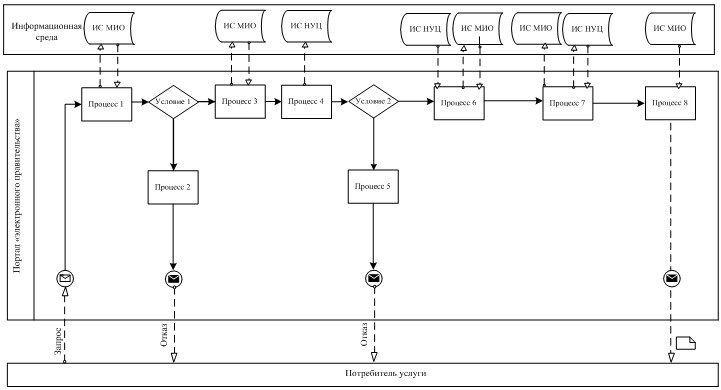 Информационная
среда
ИС МИО
ИС МИО
ИС НУЦ
ИС НУЦ
ИС МИО
ИС МИО
ИС НУЦ
ИС МИО
Портал «электронного правительства»
Процесс 1
Условие 1
Процесс 3
Процесс 4
Условие 2
Процесс 6
Процесс 7
Процесс 8
Процесс 2
Процесс 5
Запрос
Отказ
Отказ
Потребитель услуги